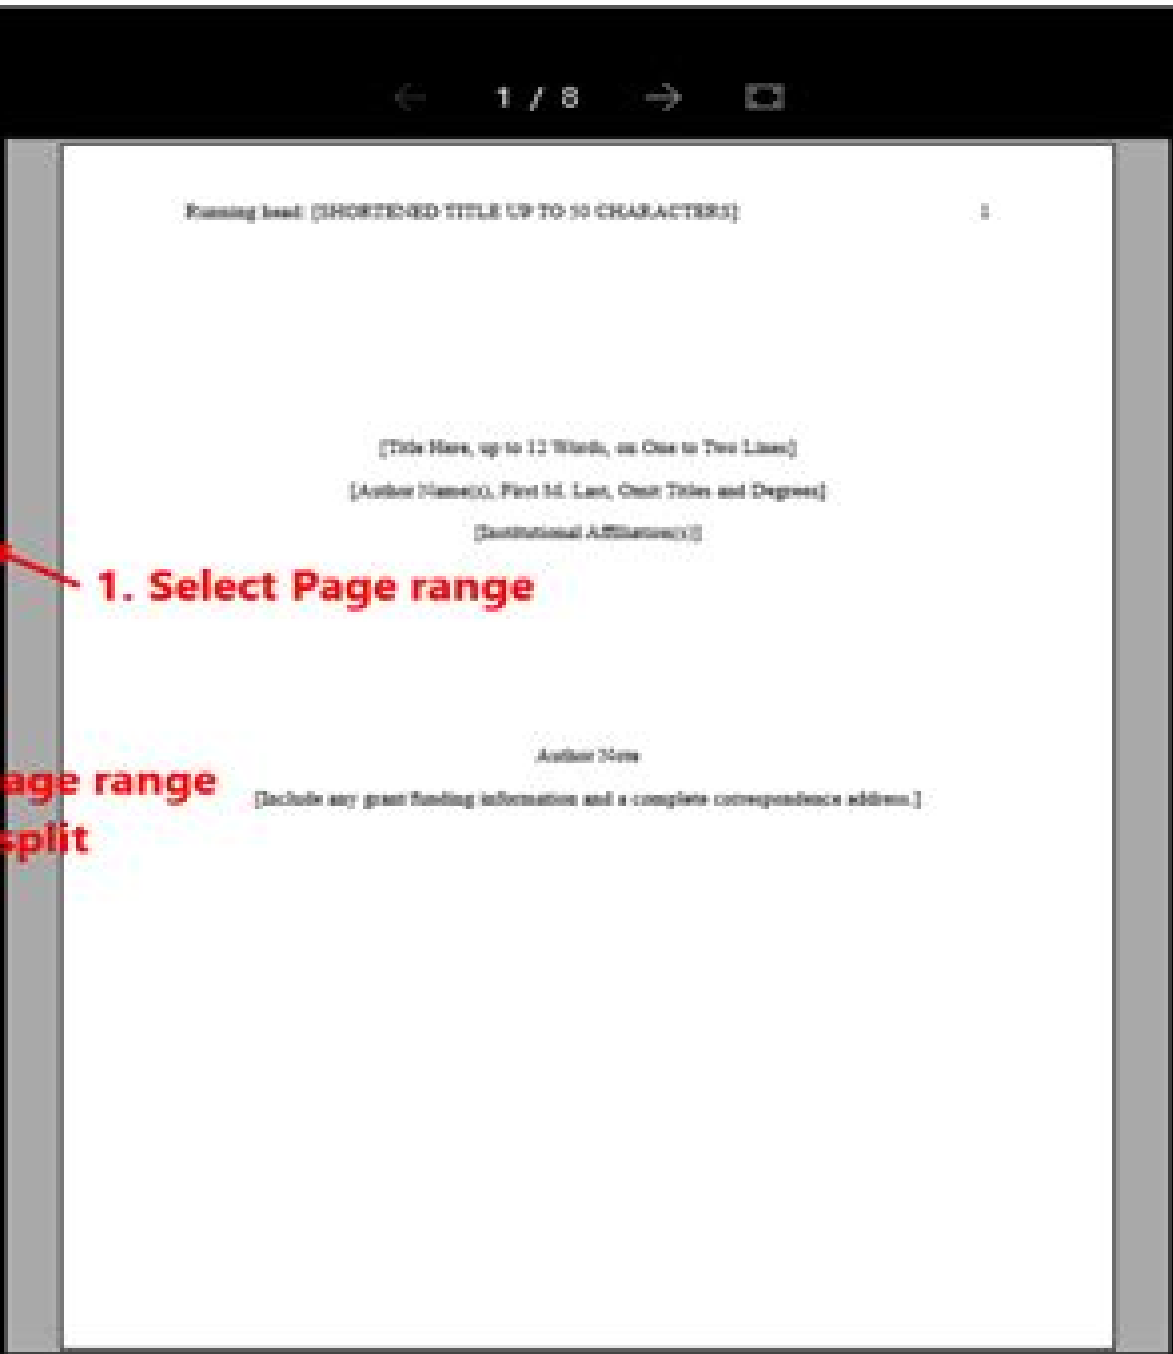 1 / 8
Running head: [SHORTENED TITLE UP TO 50 CHARACTERS]
1
[Title Here, up to 12 Words, on One to Two Lines]
[Author Name(s), First M. Last, Omit Titles and Degrees]
[Institutional Affiliation(s)]
1. Select Page range
Author Note
age range
[Include any grant funding information and a complete correspondence address.]
split